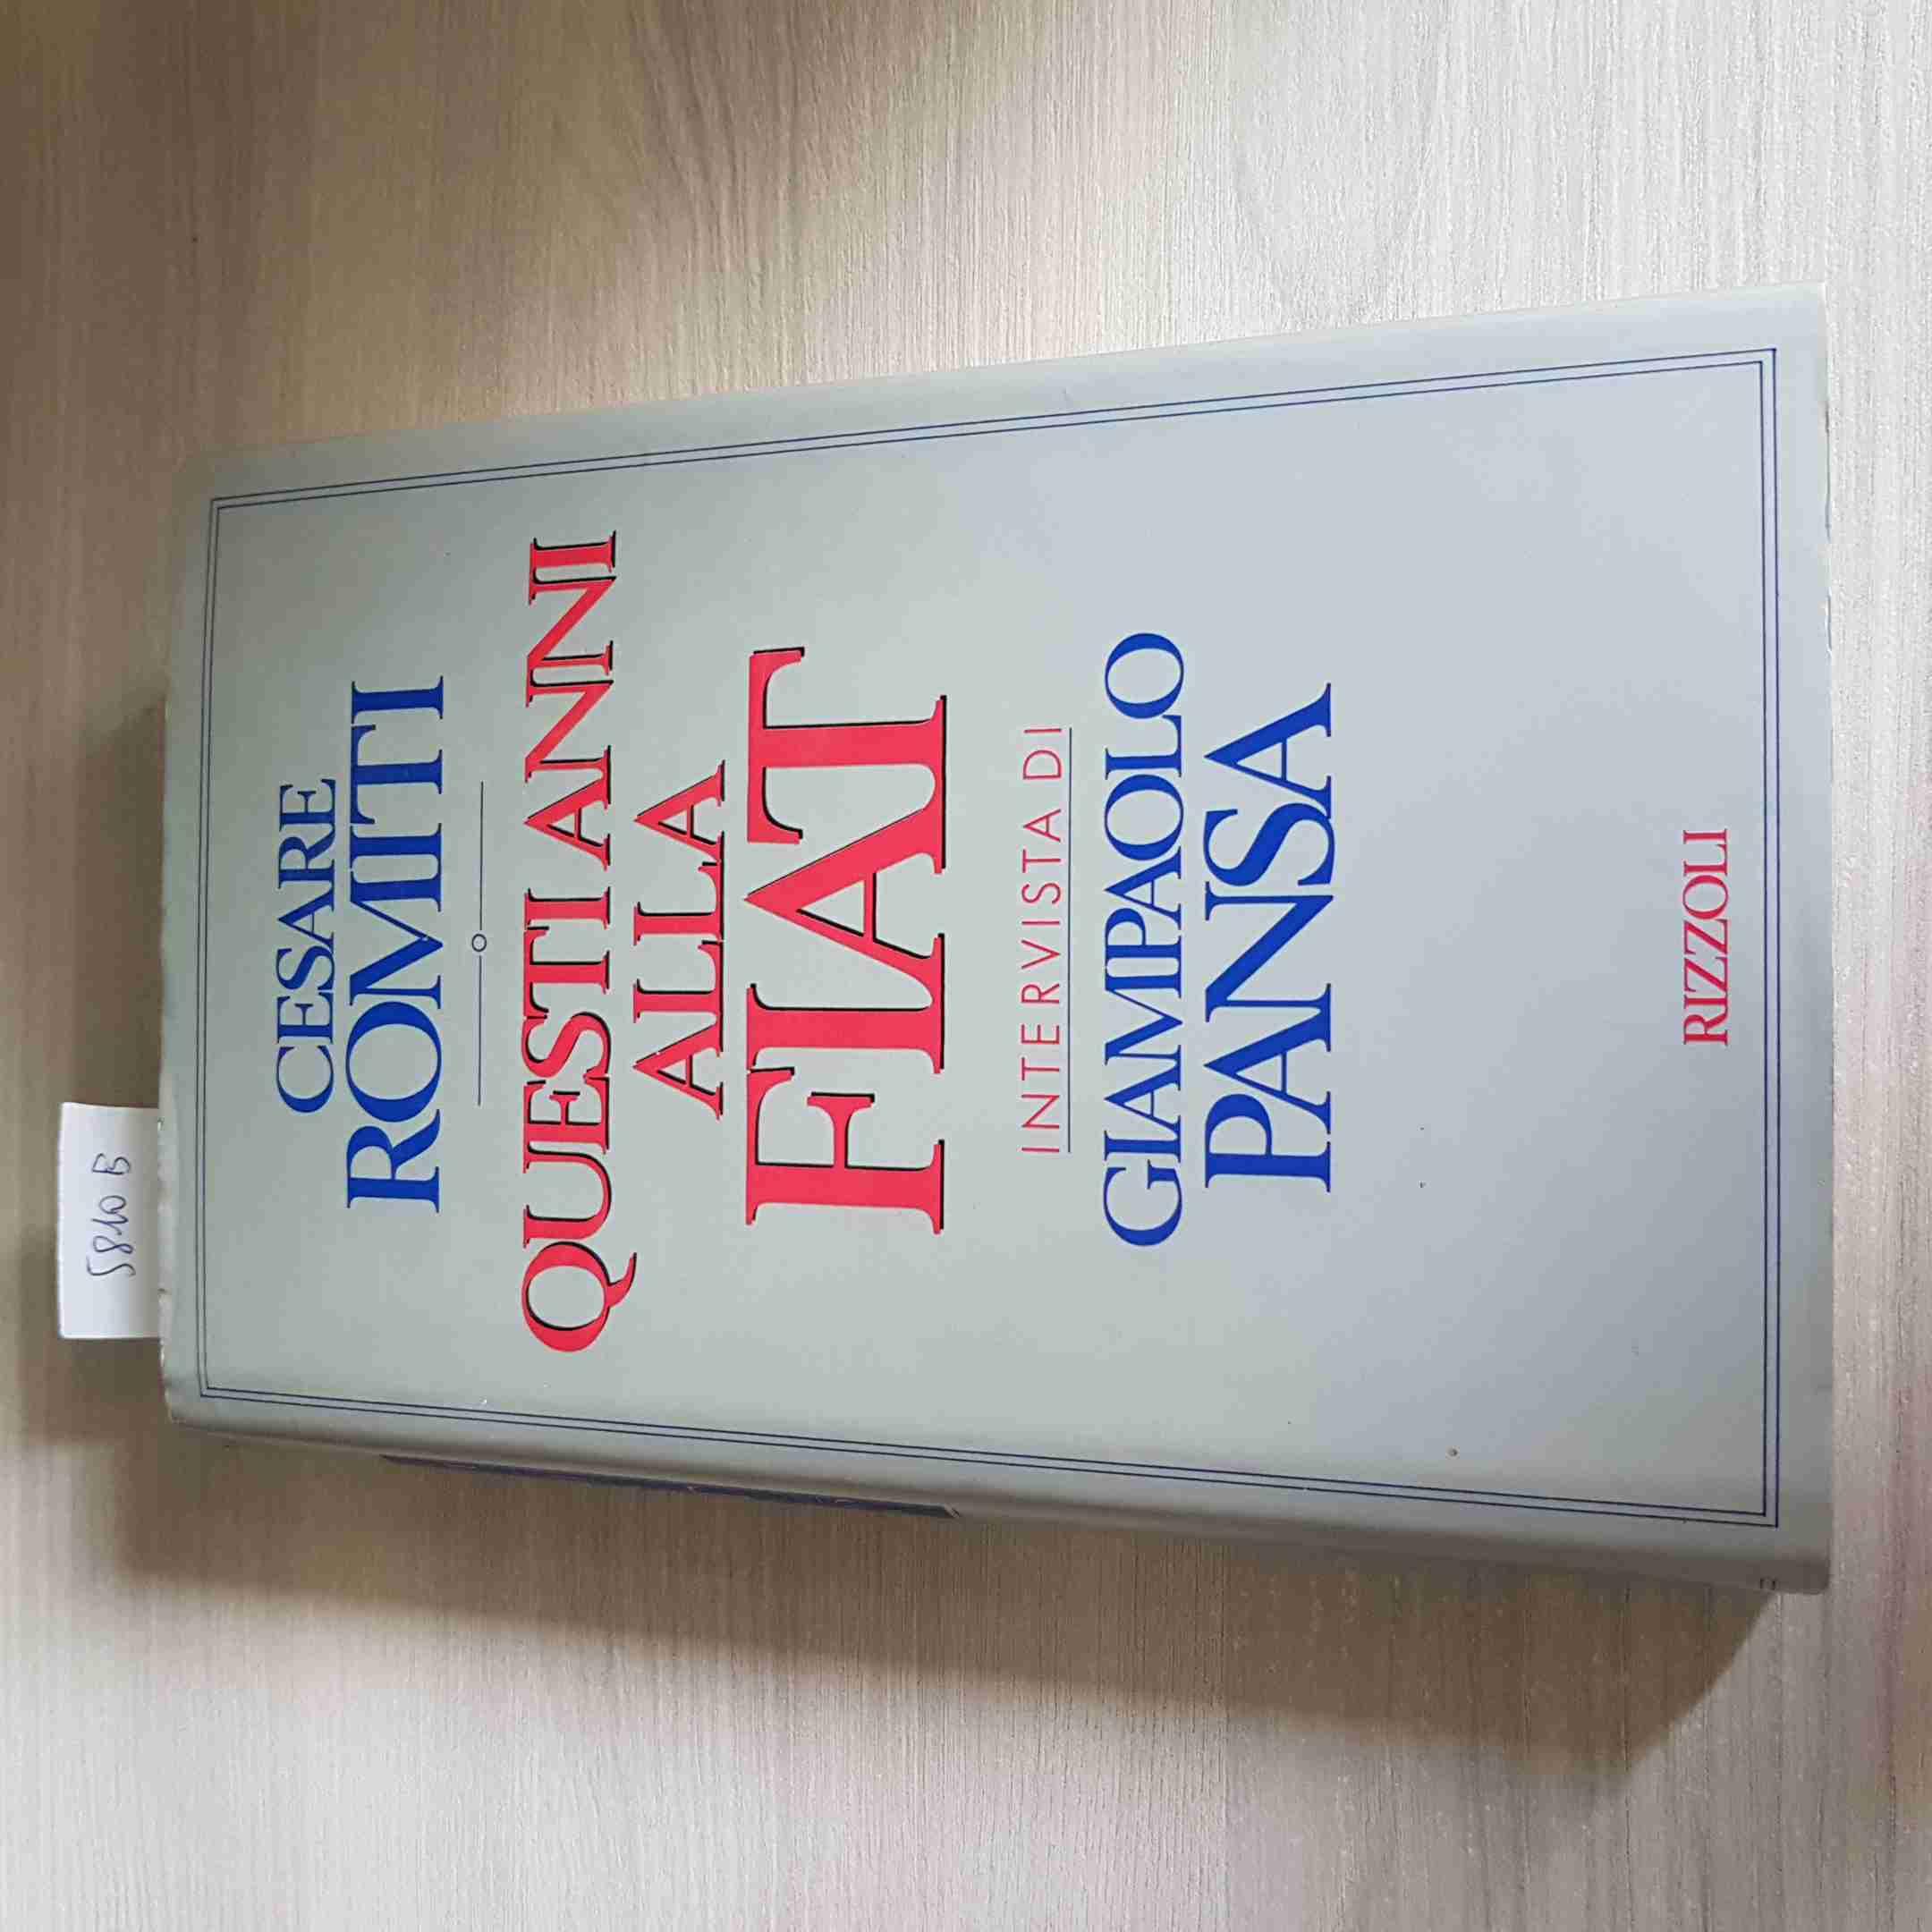 5810 B
CESARE
ROMITI
QUESTI ANNI
ALLA
FIAT
INTERVISTA DI
GIAMPAOLO
PANSA
RIZZOLI